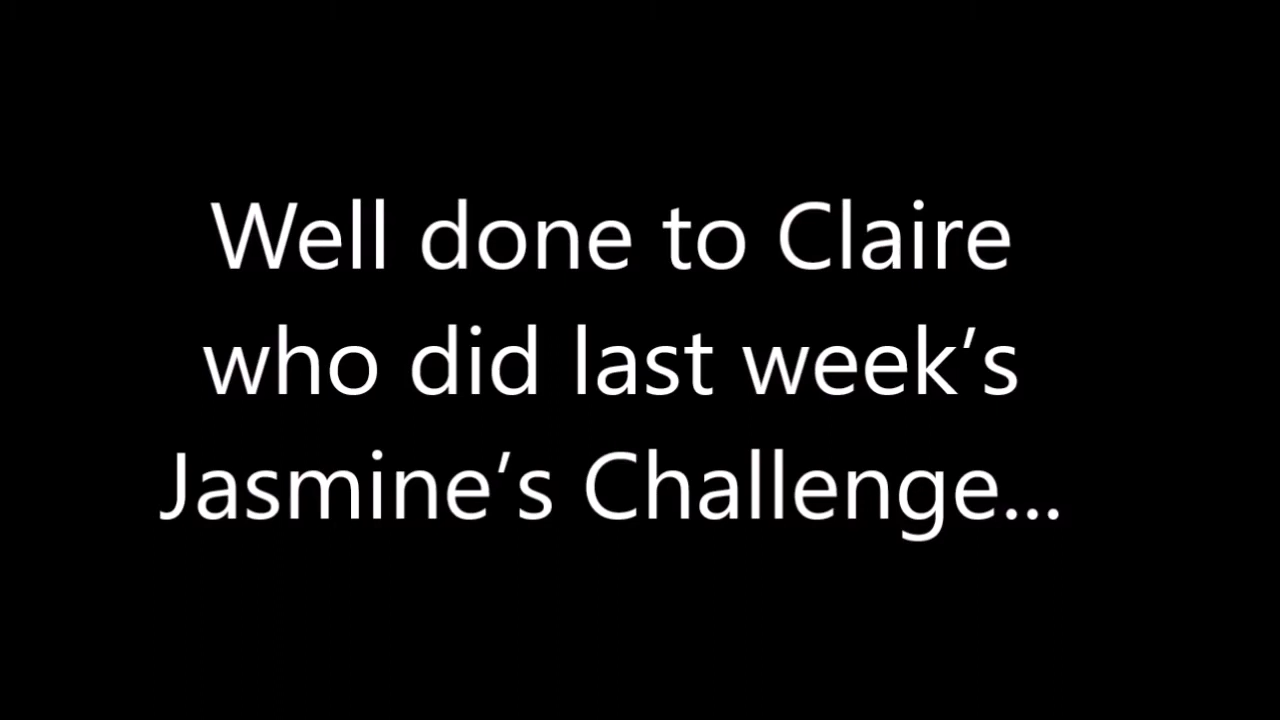 Well done to Claire
who did last week’s
Jasmine’s Challenge...